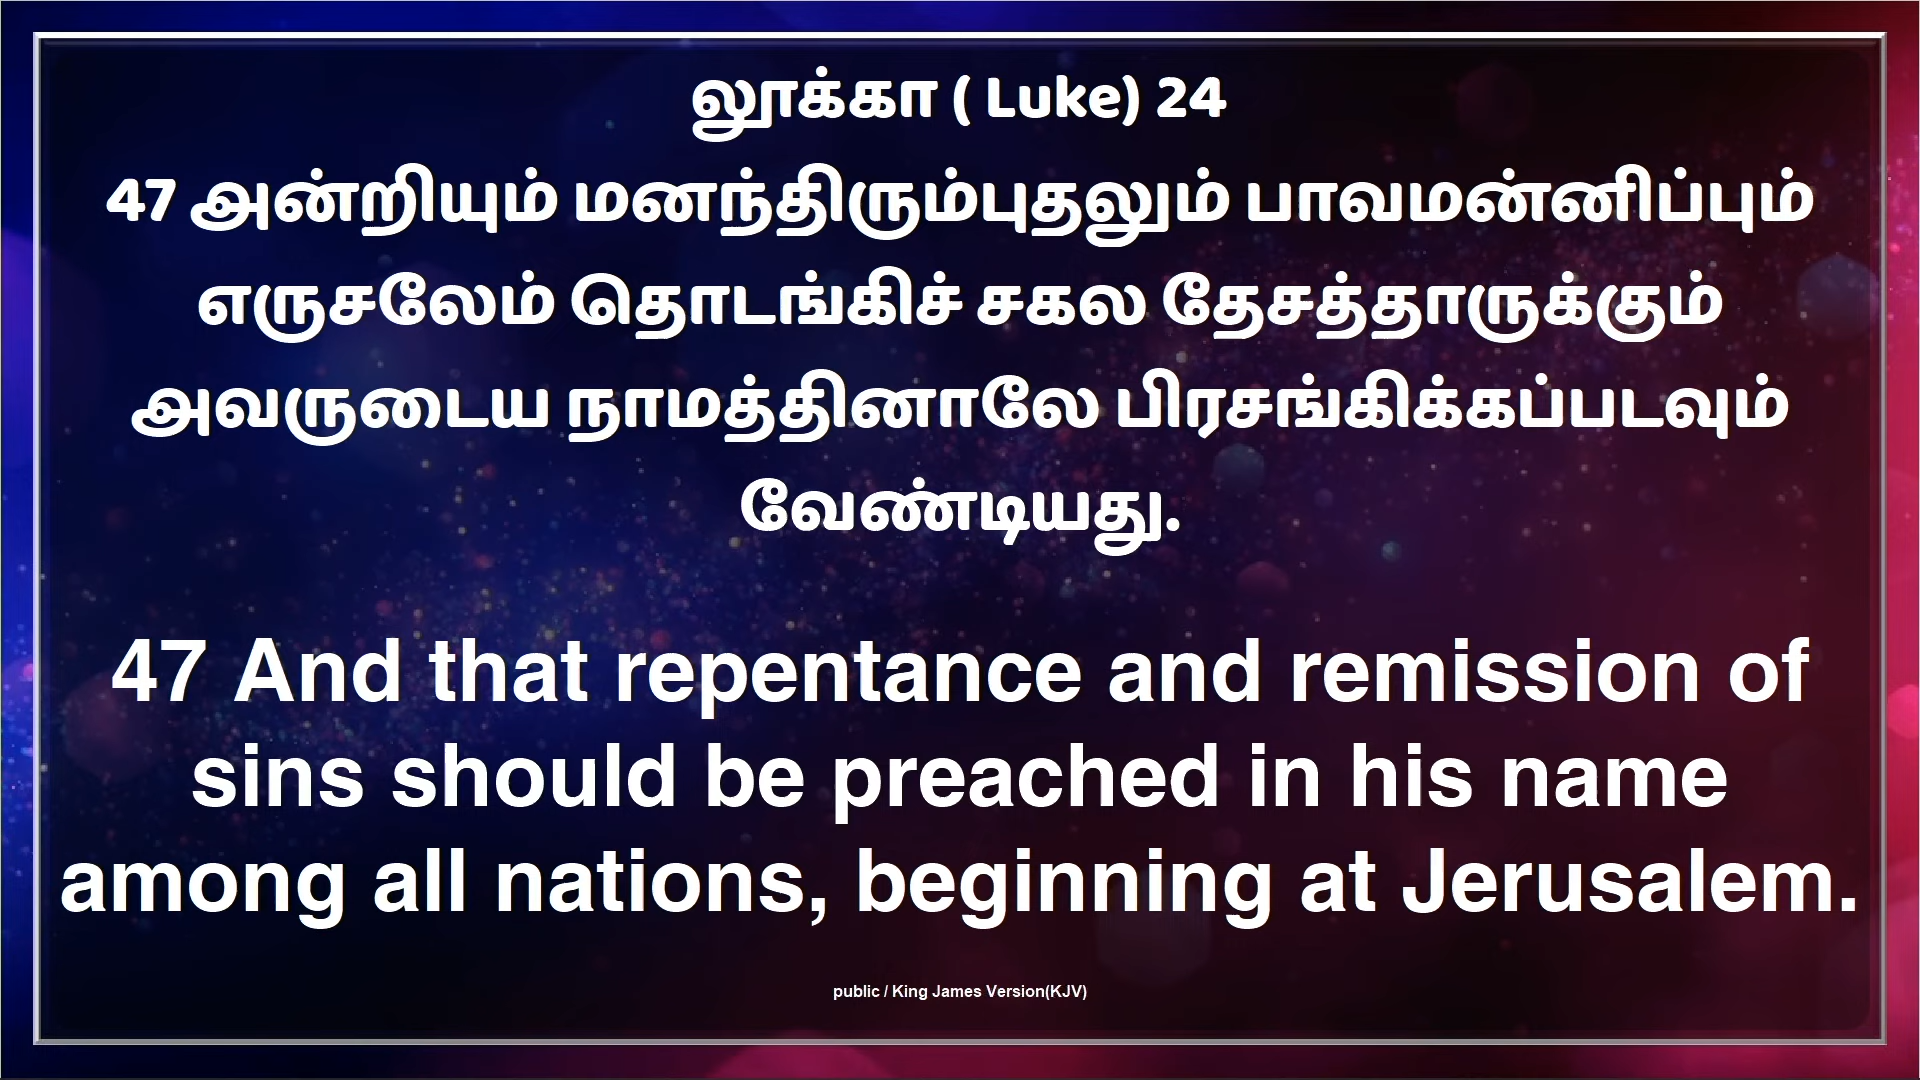 லூக்கா ( Luke) 24
47 அன்றியும் மனந்திரும்புதலும் பாவமன்னிப்பும்
எருசலேம் தொடங்கிச் சகல தேசத்தாருக்கும்
அவருடைய நாமத்தினாலே பிரசங்கிக்கப்படவும்
வேண்டியது.
47 And that repentance and remission of
sins should be preached in his name
among all nations, beginning at Jerusalem.
public / King James Version(KJV)